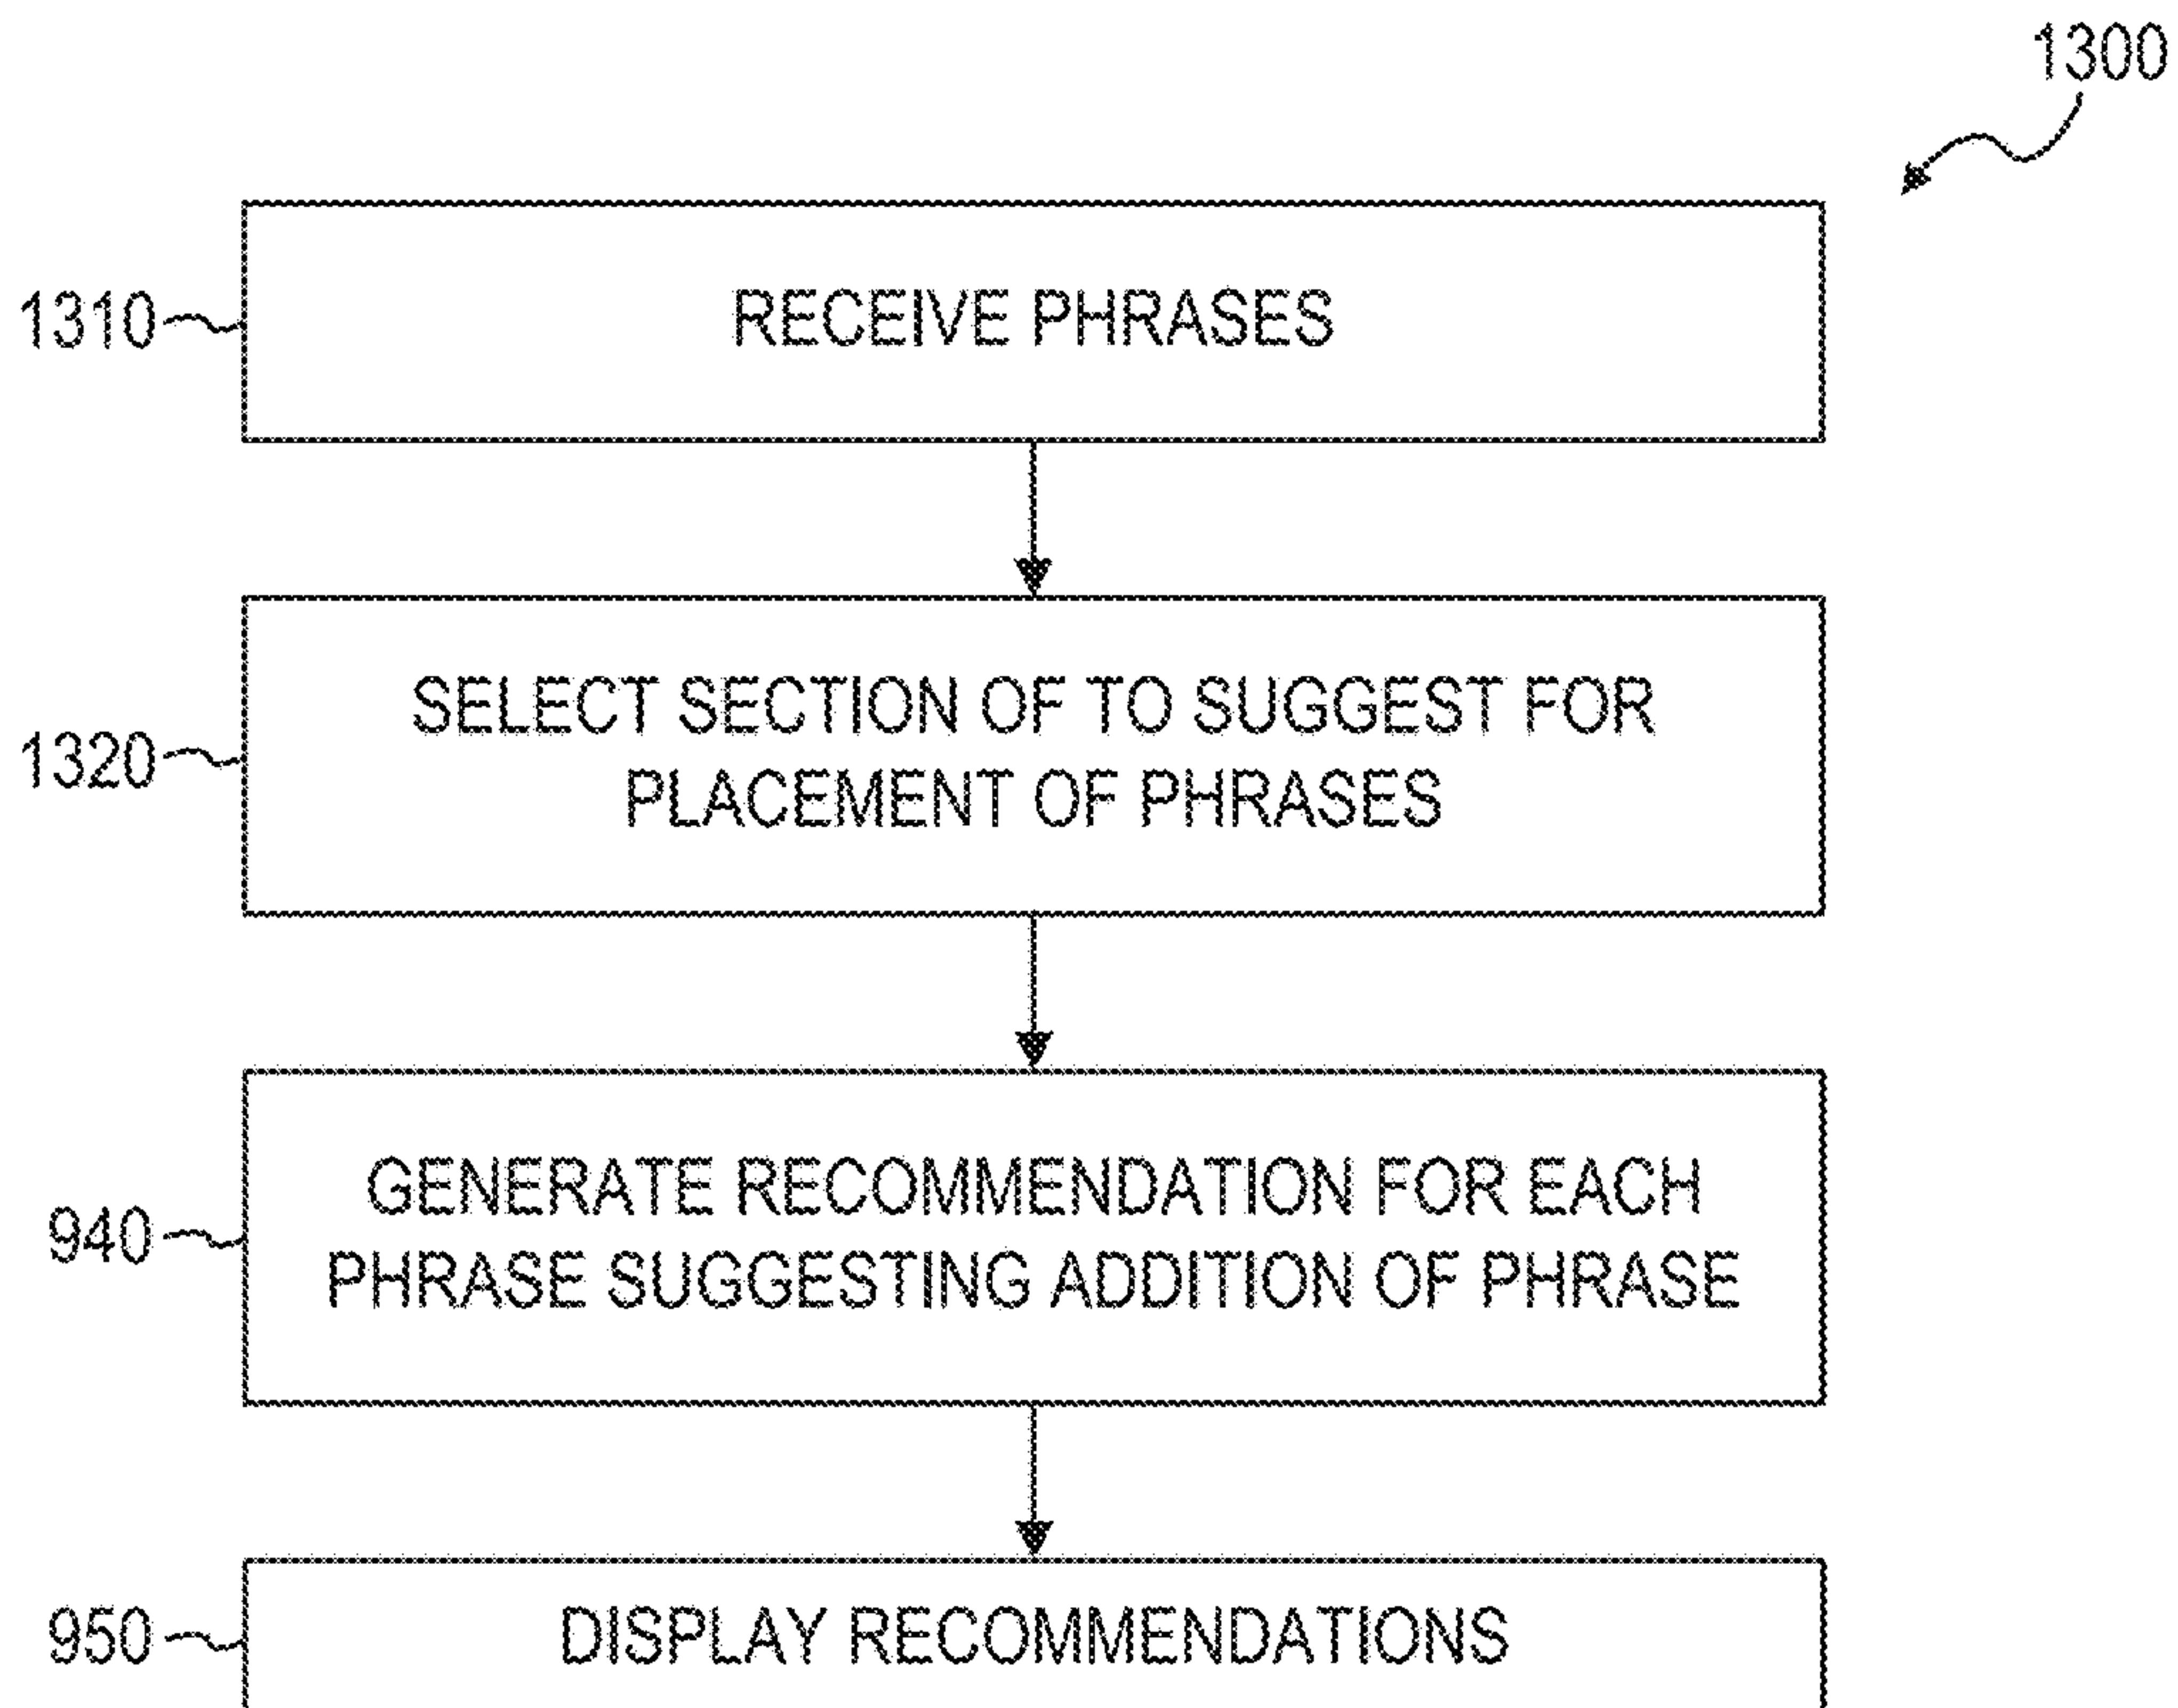 1300
1310
RECEIVE PHRASES
1320
SELECT SECTION OF TO SUGGEST FOR
PLACEMENT OF PHRASES
940
GENERATE RECOMMENDATION FOR EACH
PHRASE SUGGESTING ADDITION OF PHRASE
950
DISPLAY RECOMMENDATIONS